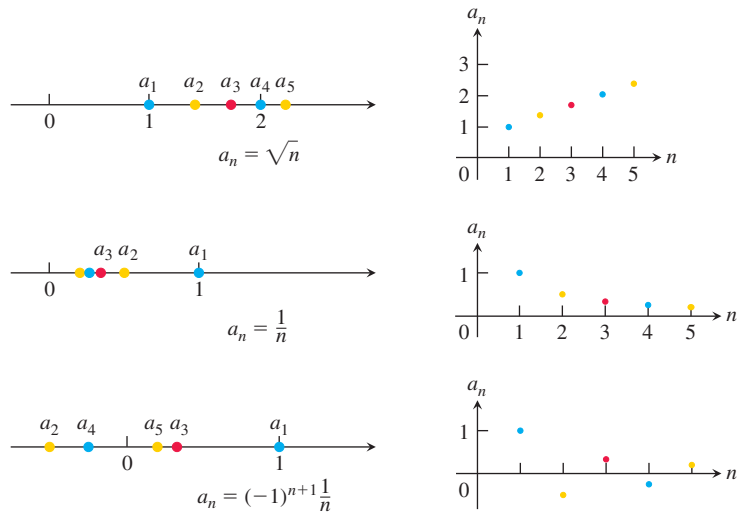 a₁ a₂ a₃ a₄ a₅
0 1 2
aₙ = √n
aₙ
3
2
1
0
1 2 3 4 5
n
a₃ a₂ a₁
0 1
aₙ = 1/n
aₙ
1
0
1 2 3 4 5
n
a₂ a₄ a₅ a₃ a₁
0 1
aₙ = (−1)ⁿ⁺¹ 1/n
aₙ
1
0
n